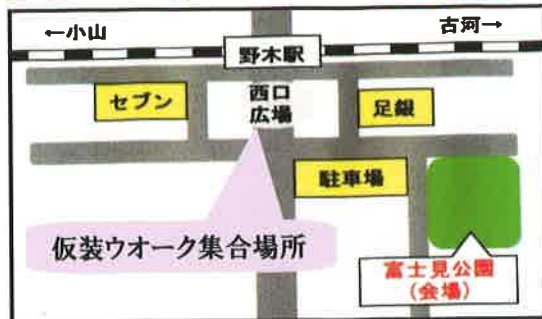 ←小山
古河→
野木駅
セブン
西口
広場
足銀
駐車場
仮装ウオーク集合場所
富士見公園
(会場)